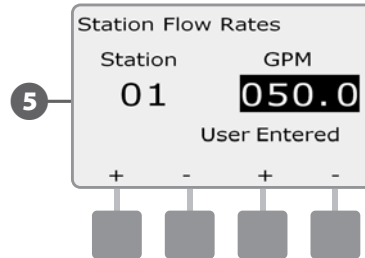 Station Flow Rates
Station GPM
5
01 050.0
User Entered
+ - + -